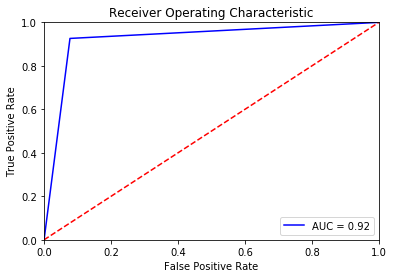 Receiver Operating Characteristic
1.0
0.8
0.6
0.4
0.2
0.0
True Positive Rate
AUC = 0.92
0.0 0.2 0.4 0.6 0.8 1.0
False Positive Rate